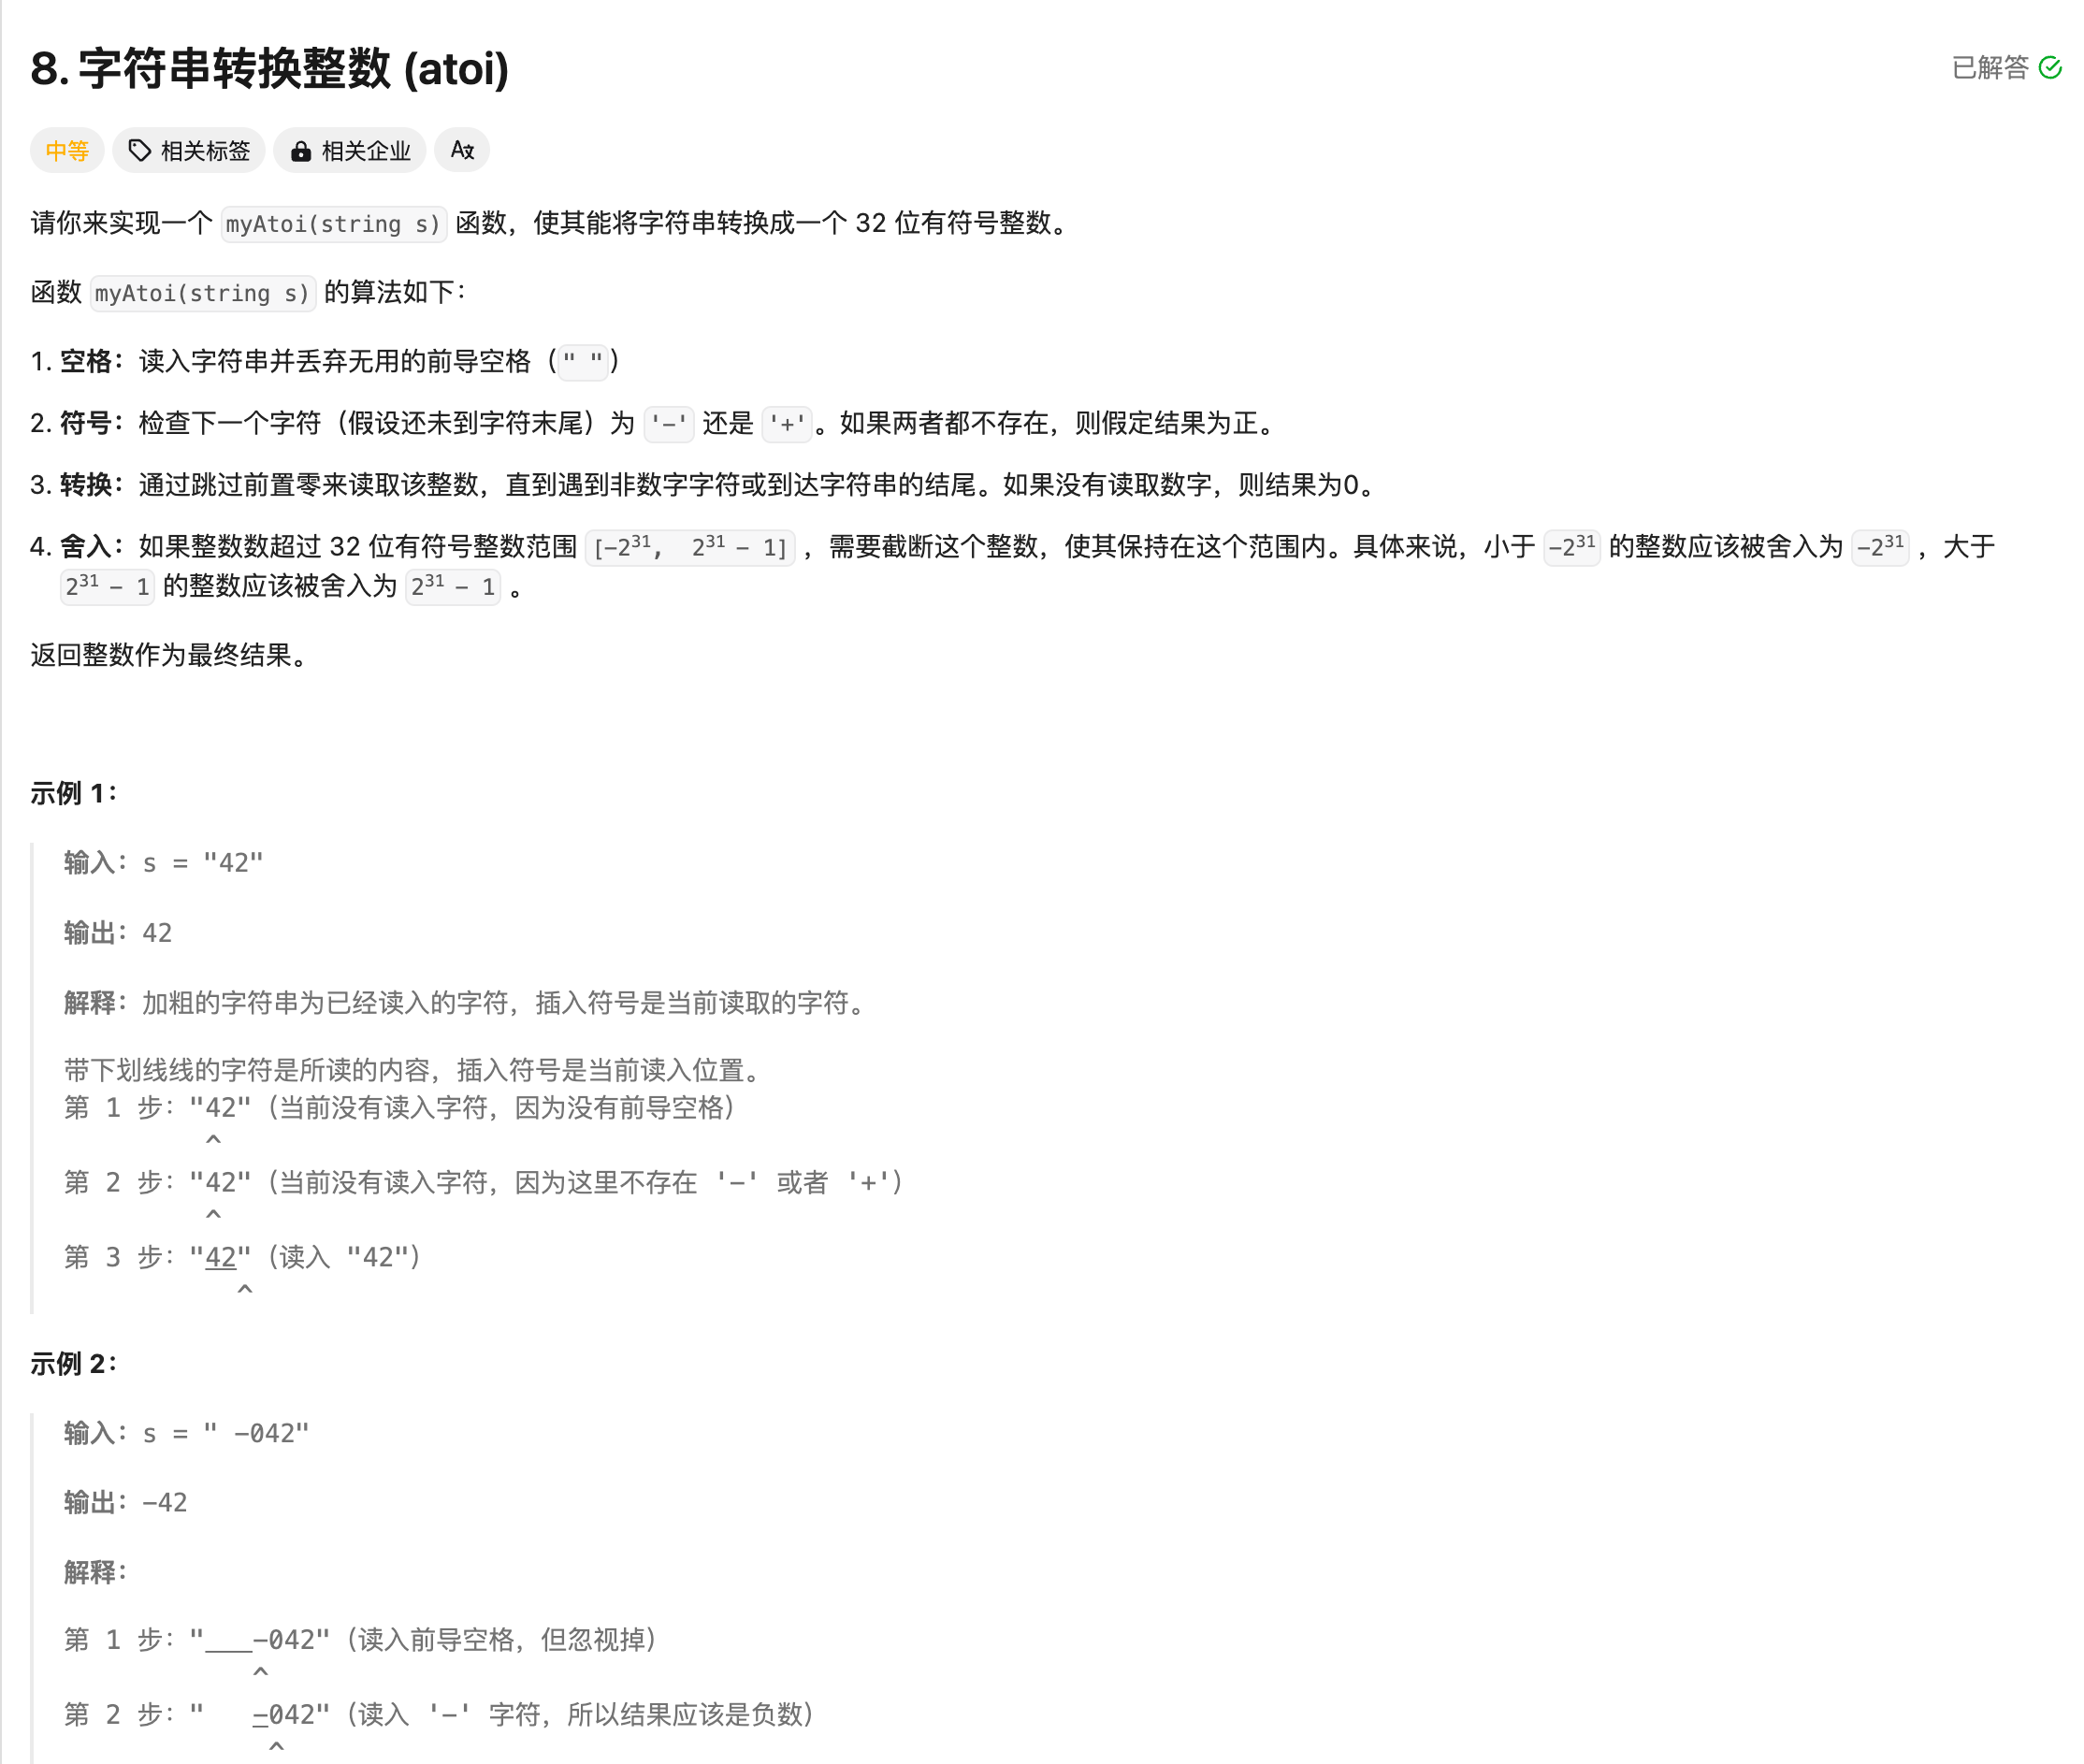 8. 字符串转换整数 (atoi)
已解答
中等 相关标签 相关企业
请你来实现一个 myAtoi(string s) 函数，使其能将字符串转换成一个 32 位有符号整数。
函数 myAtoi(string s) 的算法如下：
1. 空格：读入字符串并丢弃无用的前导空格（" "）
2. 符号：检查下一个字符（假设还未到字符末尾）为 '-' 还是 '+'。如果两者都不存在，则假定结果为正。
3. 转换：通过跳过前置零来读取该整数，直到遇到非数字字符或到达字符串的结尾。如果没有读取数字，则结果为0。
4. 舍入：如果整数数超过 32 位有符号整数范围 [−2³¹,  2³¹ − 1] ，需要截断这个整数，使其保持在这个范围内。具体来说，小于 −2³¹ 的整数应该被舍入为 −2³¹ ，大于
2³¹ − 1 的整数应该被舍入为 2³¹ − 1 。
返回整数作为最终结果。
示例 1：
输入：s = "42"
输出：42
解释：加粗的字符串为已经读入的字符，插入符号是当前读取的字符。
带下划线线的字符是所读的内容，插入符号是当前读入位置。
第 1 步："42"（当前没有读入字符，因为没有前导空格）
^
第 2 步："42"（当前没有读入字符，因为这里不存在 '-' 或者 '+'）
^
第 3 步："42"（读入 "42"）
^
示例 2：
输入：s = " -042"
输出：-42
解释：
第 1 步："___-042"（读入前导空格，但忽视掉）
^
第 2 步："   -042"（读入 '-' 字符，所以结果应该是负数）
^